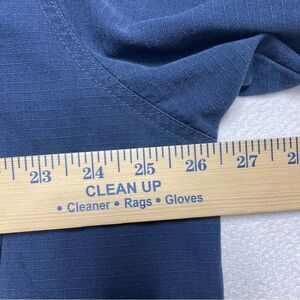 23 24 25 26 27
CLEAN UP
• Cleaner • Rags • Gloves